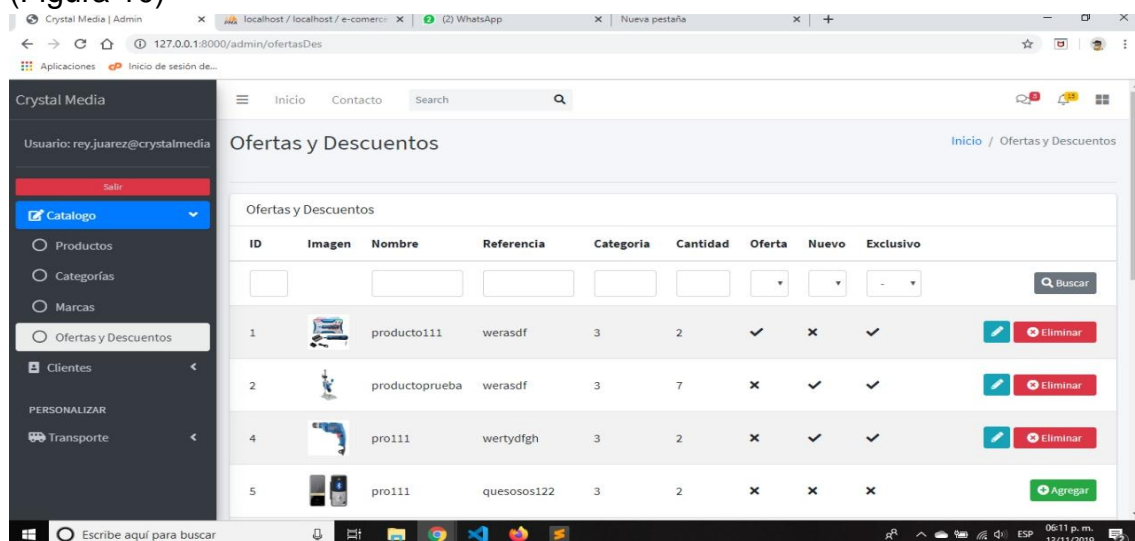 (Figura 16)
Crystal Media | Admin
localhost / localhost / e-comerc
(2) WhatsApp
Nueva pestaña
127.0.0.1:8000/admin/ofertasDes
Aplicaciones
Inicio de sesión de...
Crystal Media
Inicio Contacto Search
Usuario: rey.juarez@crystalmedia
Ofertas y Descuentos
Inicio / Ofertas y Descuentos
Salir
Catalogo
Ofertas y Descuentos
Productos
ID Imagen Nombre Referencia Categoria Cantidad Oferta Nuevo Exclusivo
Categorías
- Buscar
Marcas
Ofertas y Descuentos
1 producto111 werasdf 3 2 Eliminar
Clientes
2 productoprueba werasdf 3 7 Eliminar
PERSONALIZAR
Transporte
4 pro111 wertydfgh 3 2 Eliminar
5 pro111 quesosos122 3 2 Agregar
Escribe aquí para buscar
ESP
06:11 p. m.
13/11/2019